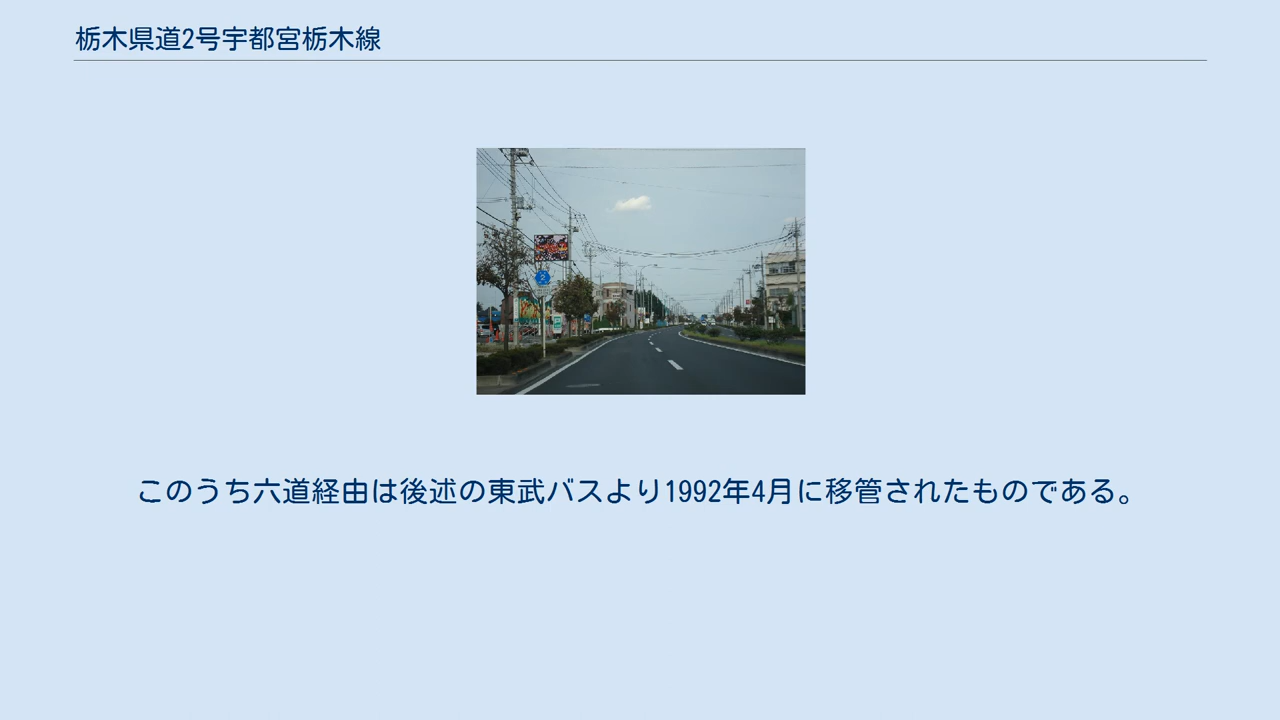 栃木県道2号宇都宮栃木線
2
このうち六道経由は後述の東武バスより1992年4月に移管されたものである。